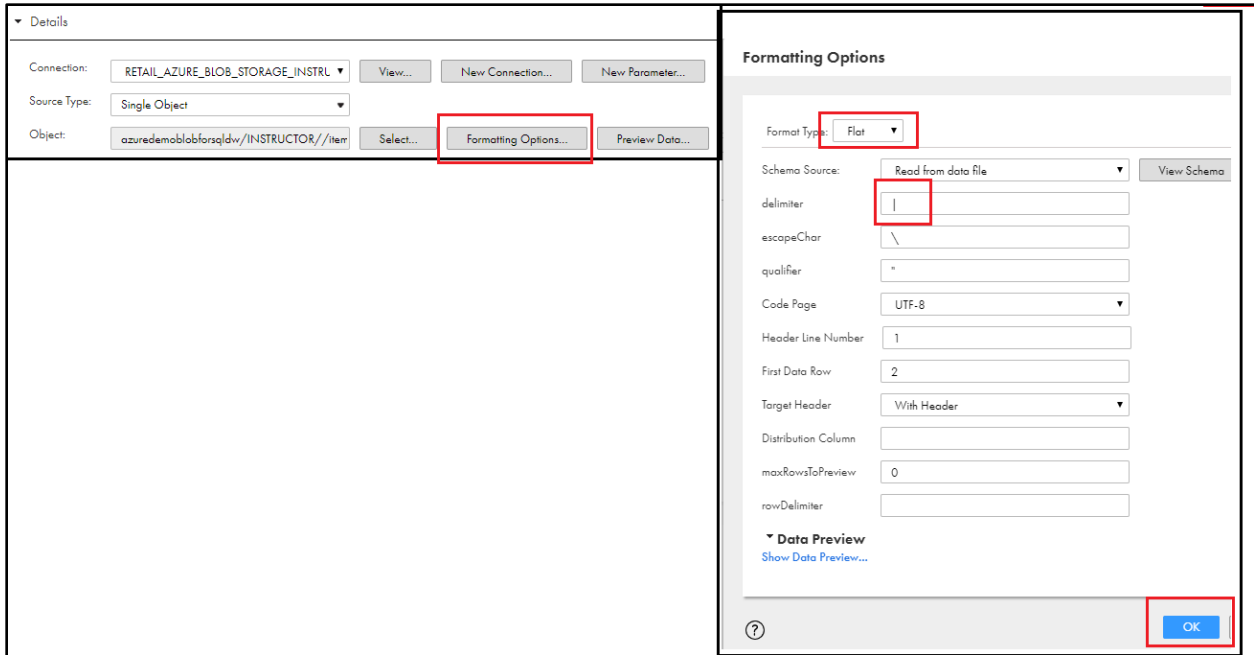 Details
Connection: RETAIL_AZURE_BLOB_STORAGE_INSTRU View... New Connection... New Parameter...
Source Type: Single Object
Object: azuredemoblobforsqldw/INSTRUCTOR//item Select... Formatting Options... Preview Data...
Formatting Options
Format Type: Flat
Schema Source: Read from data file View Schema
delimiter |
escapeChar \
qualifier "
Code Page UTF-8
Header Line Number 1
First Data Row 2
Target Header With Header
Distribution Column
maxRowsToPreview 0
rowDelimiter
Data Preview
Show Data Preview...
? OK